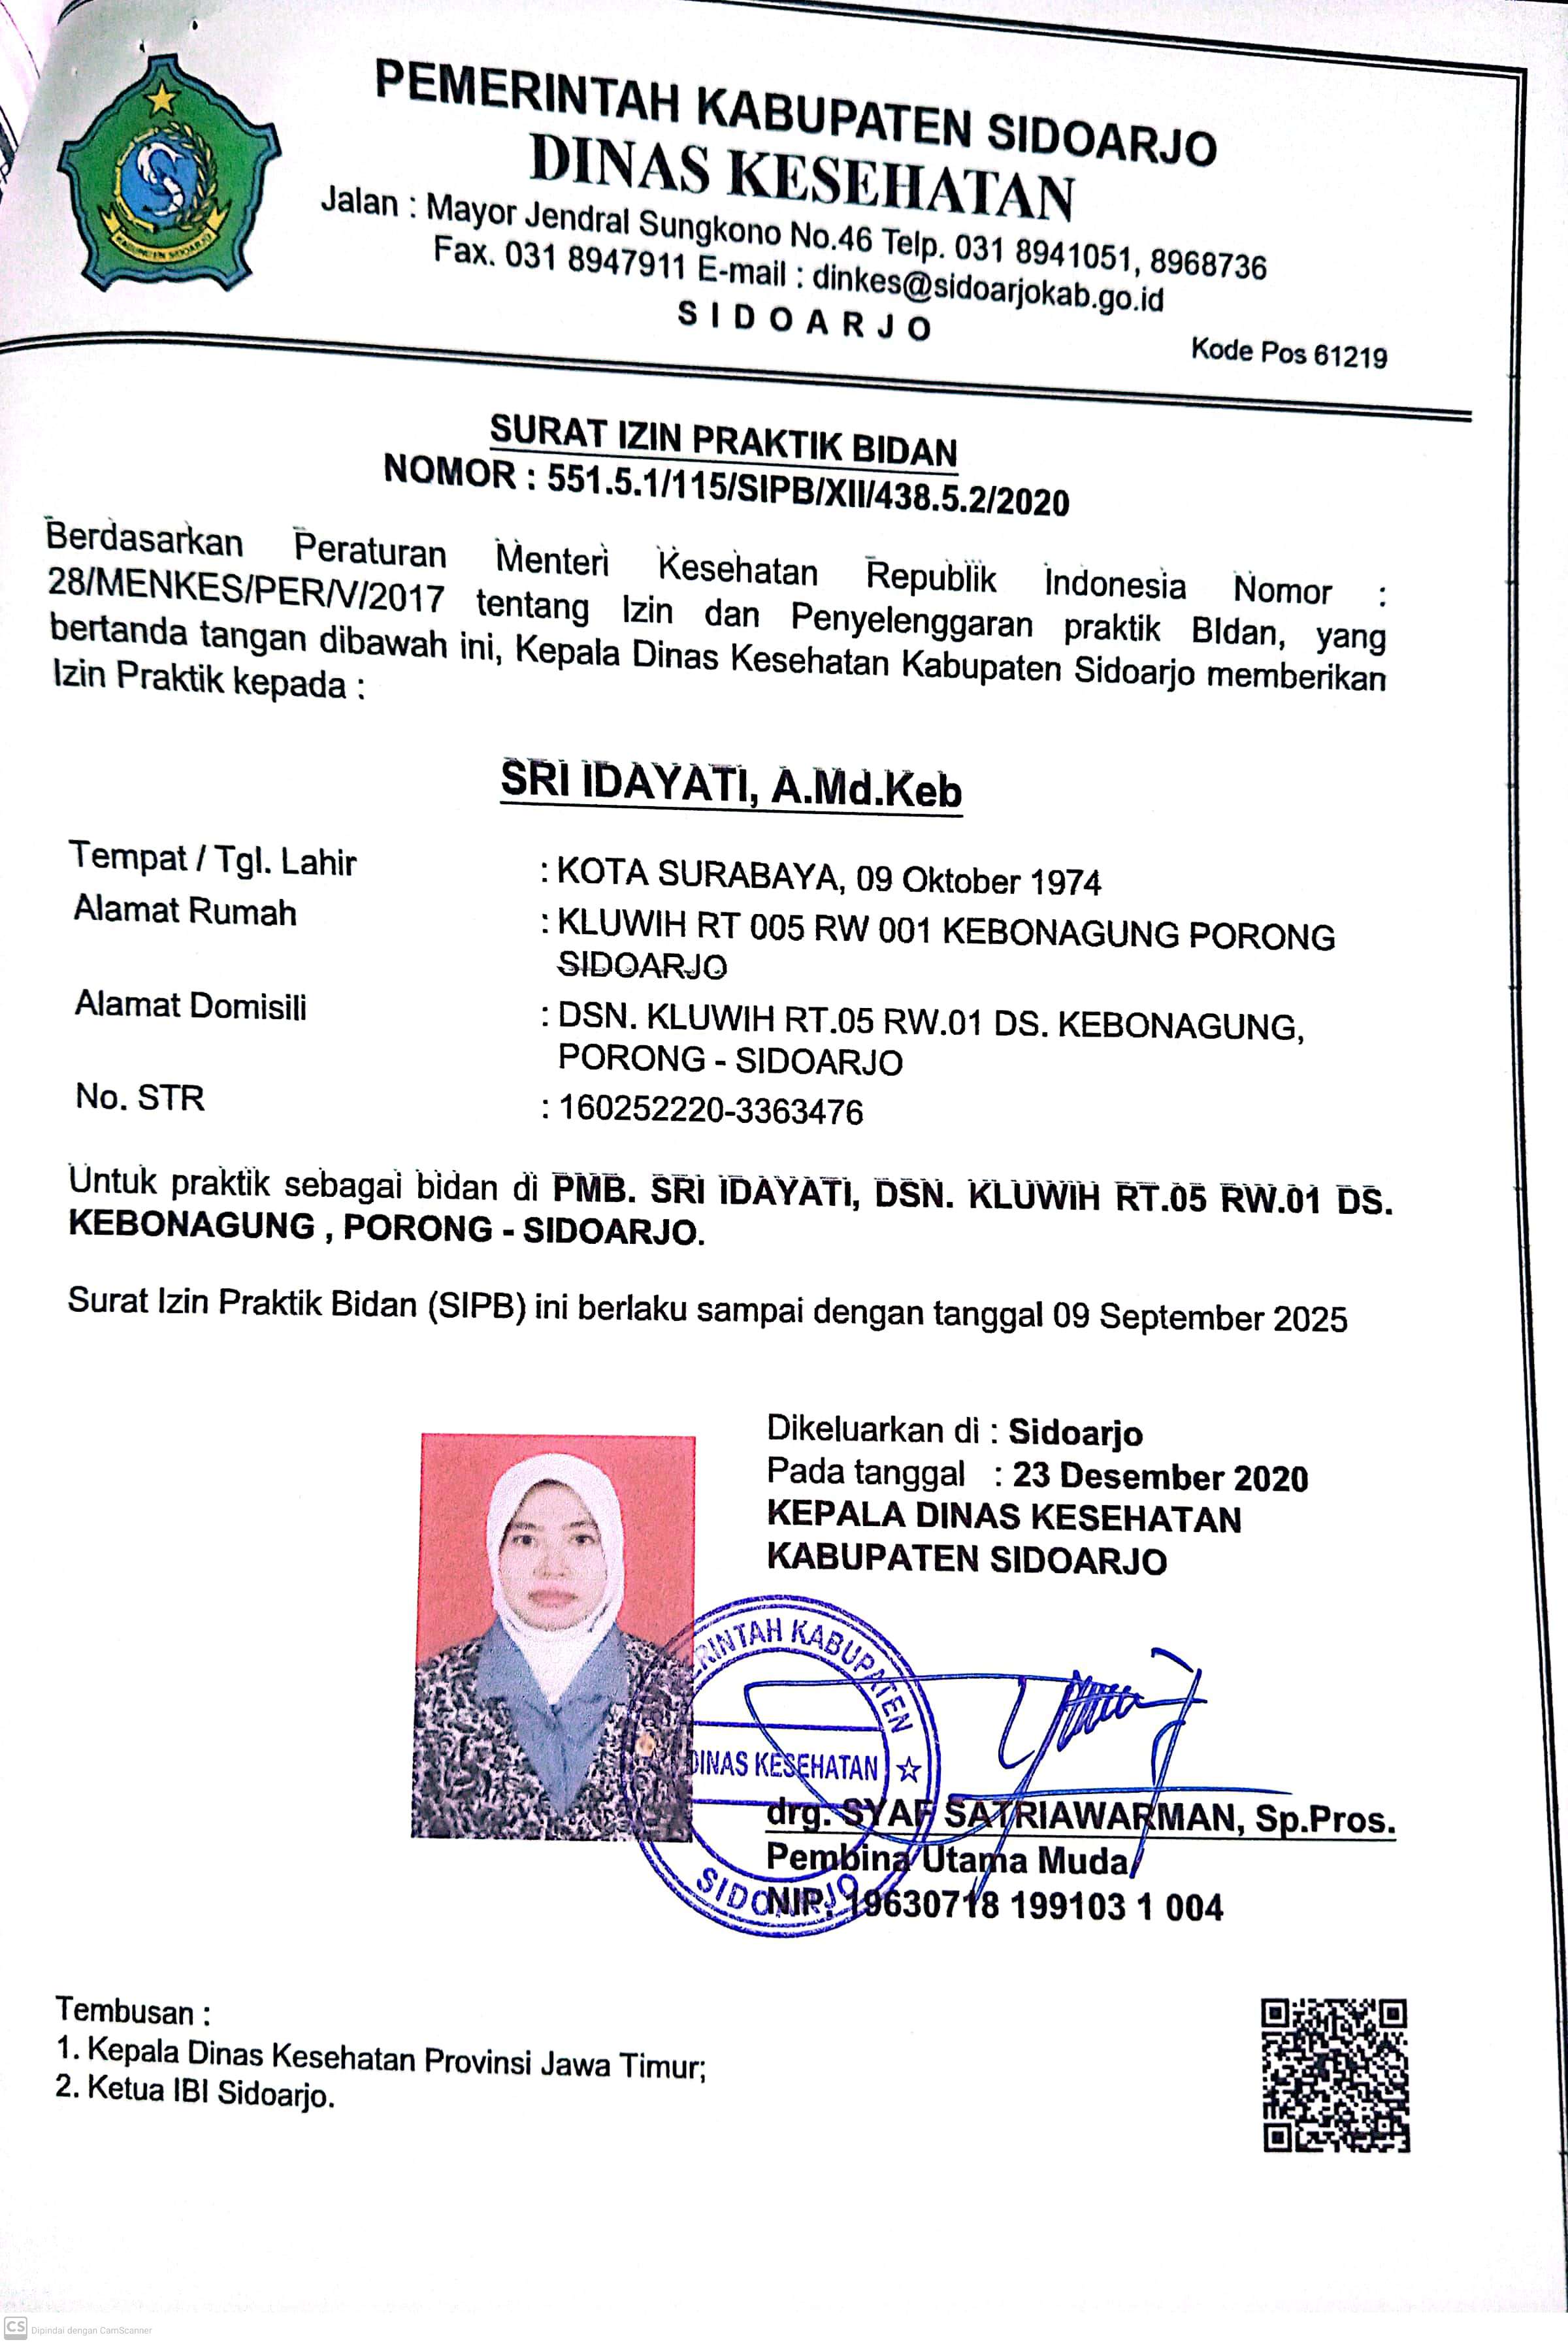 PEMERINTAH KABUPATEN SIDOARJO
DINAS KESEHATAN
Jalan : Mayor Jendral Sungkono No.46 Telp. 031 8941051, 8968736
Fax. 031 8947911 E-mail : dinkes@sidoarjokab.go.id
SIDOARJO
Kode Pos 61219
KABUPATEN SIDOARJO
SURAT IZIN PRAKTIK BIDAN
NOMOR : 551.5.1/115/SIPB/XII/438.5.2/2020
Berdasarkan Peraturan Menteri Kesehatan Republik Indonesia Nomor :
28/MENKES/PER/V/2017 tentang Izin dan Penyelenggaran praktik BIdan, yang
bertanda tangan dibawah ini, Kepala Dinas Kesehatan Kabupaten Sidoarjo memberikan
Izin Praktik kepada :
SRI IDAYATI, A.Md.Keb
Tempat / Tgl. Lahir : KOTA SURABAYA, 09 Oktober 1974
Alamat Rumah : KLUWIH RT 005 RW 001 KEBONAGUNG PORONG
SIDOARJO
Alamat Domisili : DSN. KLUWIH RT.05 RW.01 DS. KEBONAGUNG,
PORONG - SIDOARJO
No. STR : 160252220-3363476
Untuk praktik sebagai bidan di PMB. SRI IDAYATI, DSN. KLUWIH RT.05 RW.01 DS.
KEBONAGUNG , PORONG - SIDOARJO.
Surat Izin Praktik Bidan (SIPB) ini berlaku sampai dengan tanggal 09 September 2025
Dikeluarkan di : Sidoarjo
Pada tanggal : 23 Desember 2020
KEPALA DINAS KESEHATAN
KABUPATEN SIDOARJO
RINTAH KABUPATEN
DINAS KESEHATAN
SIDOARJO
drg. SYAF SATRIAWARMAN, Sp.Pros.
Pembina Utama Muda
NIP. 19630718 199103 1 004
Tembusan :
1. Kepala Dinas Kesehatan Provinsi Jawa Timur;
2. Ketua IBI Sidoarjo.
CS Dipindai dengan CamScanner